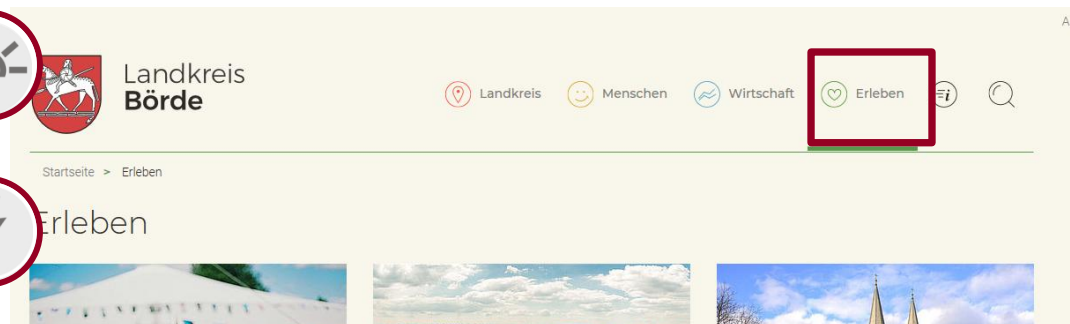 A
Landkreis
Börde
Landkreis Menschen Wirtschaft Erleben
Startseite > Erleben
Erleben